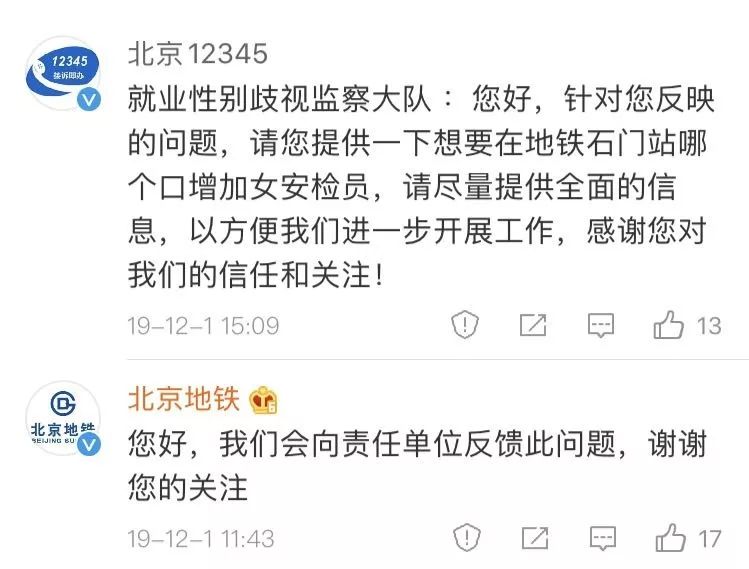 12345
接诉即办
北京12345
就业性别歧视监察大队：您好，针对您反映
的问题，请您提供一下想要在地铁石门站哪
个口增加女安检员，请尽量提供全面的信
息，以方便我们进一步开展工作，感谢您对
我们的信任和关注！
19-12-1 15:09
13
北京地铁
BEIJING SU
北京地铁
您好，我们会向责任单位反馈此问题，谢谢
您的关注
19-12-1 11:43
17